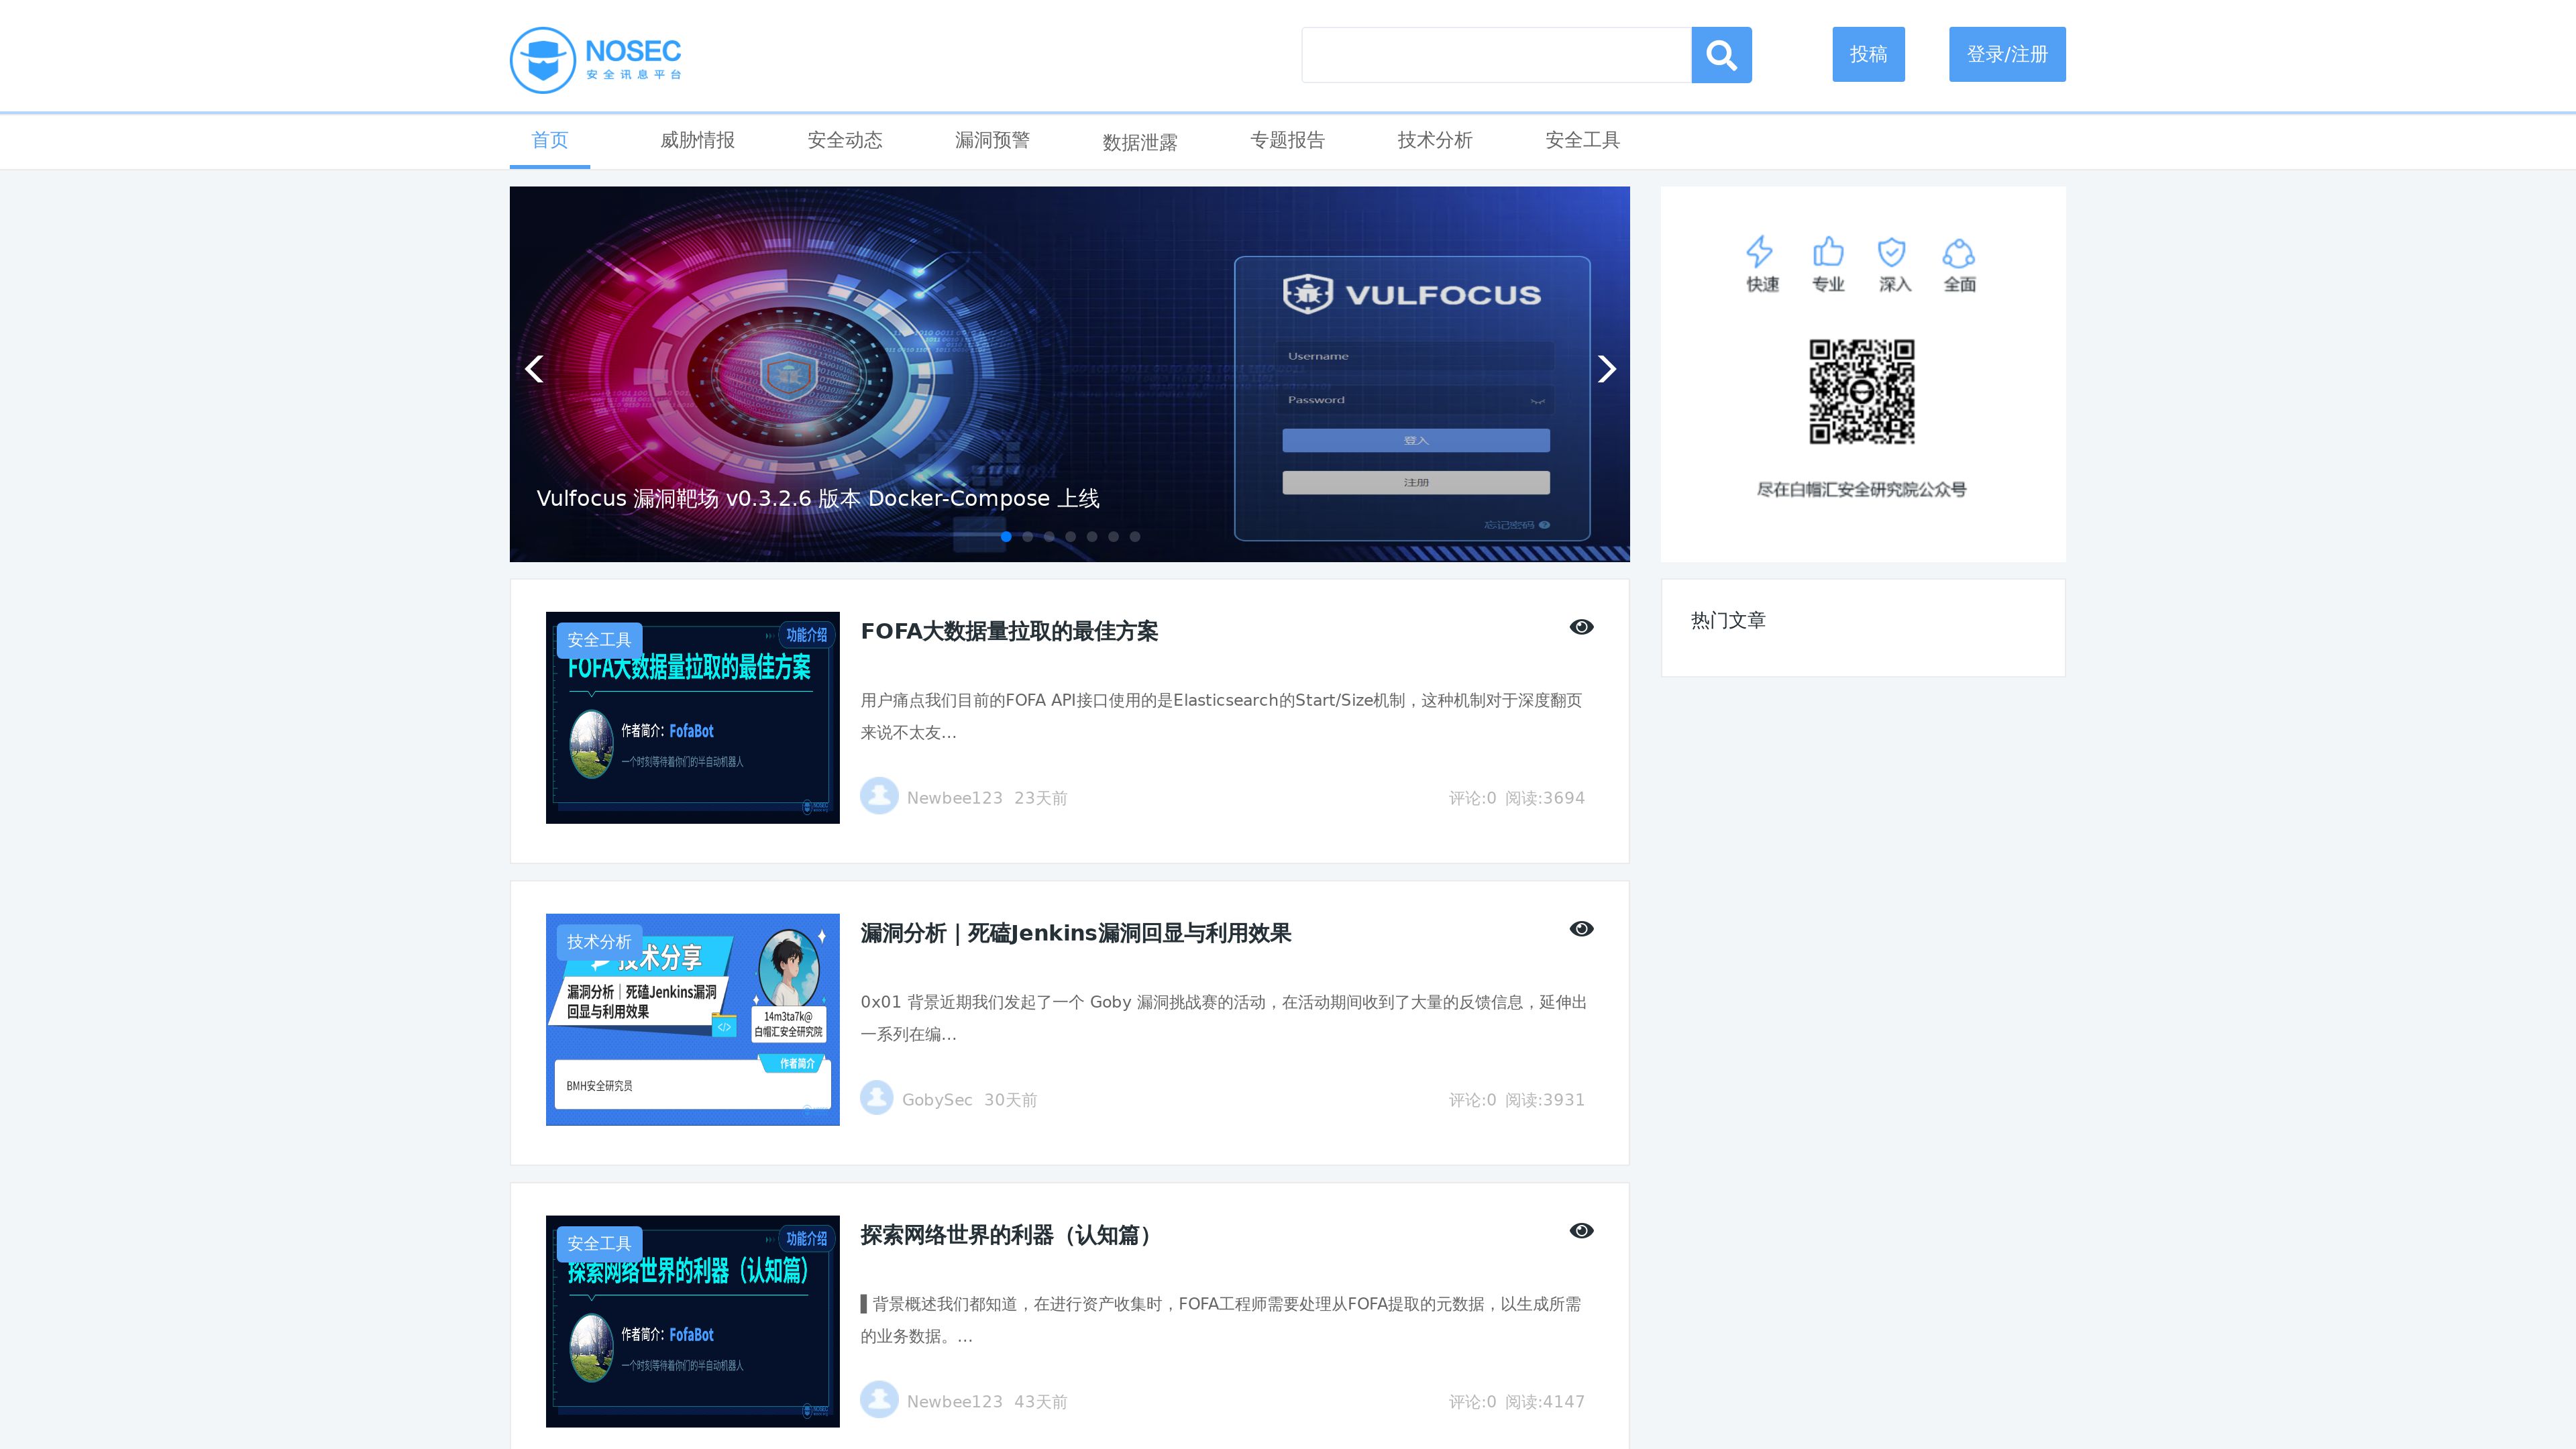 NOSEC
安全讯息平台
投稿
登录/注册
首页
威胁情报
安全动态
漏洞预警
数据泄露
专题报告
技术分析
安全工具
VULFOCUS
Username
Password
登入
注册
忘记密码
Vulfocus 漏洞靶场 v0.3.2.6 版本 Docker-Compose 上线
快速
专业
深入
全面
尽在白帽汇安全研究院公众号
热门文章
安全工具
功能介绍
FOFA大数据量拉取的最佳方案
作者简介：FofaBot
一个时刻等待着你们的半自动机器人
FOFA大数据量拉取的最佳方案
用户痛点我们目前的FOFA API接口使用的是Elasticsearch的Start/Size机制，这种机制对于深度翻页
来说不太友...
Newbee123 23天前
评论:0 阅读:3694
技术分析
技术分享
漏洞分析｜死磕Jenkins漏洞
回显与利用效果
14m3ta7k@
白帽汇安全研究院
作者简介
BMH安全研究员
漏洞分析｜死磕Jenkins漏洞回显与利用效果
0x01 背景近期我们发起了一个 Goby 漏洞挑战赛的活动，在活动期间收到了大量的反馈信息，延伸出
一系列在编...
GobySec 30天前
评论:0 阅读:3931
安全工具
功能介绍
探索网络世界的利器（认知篇）
作者简介：FofaBot
一个时刻等待着你们的半自动机器人
探索网络世界的利器（认知篇）
▌背景概述我们都知道，在进行资产收集时，FOFA工程师需要处理从FOFA提取的元数据，以生成所需
的业务数据。...
Newbee123 43天前
评论:0 阅读:4147